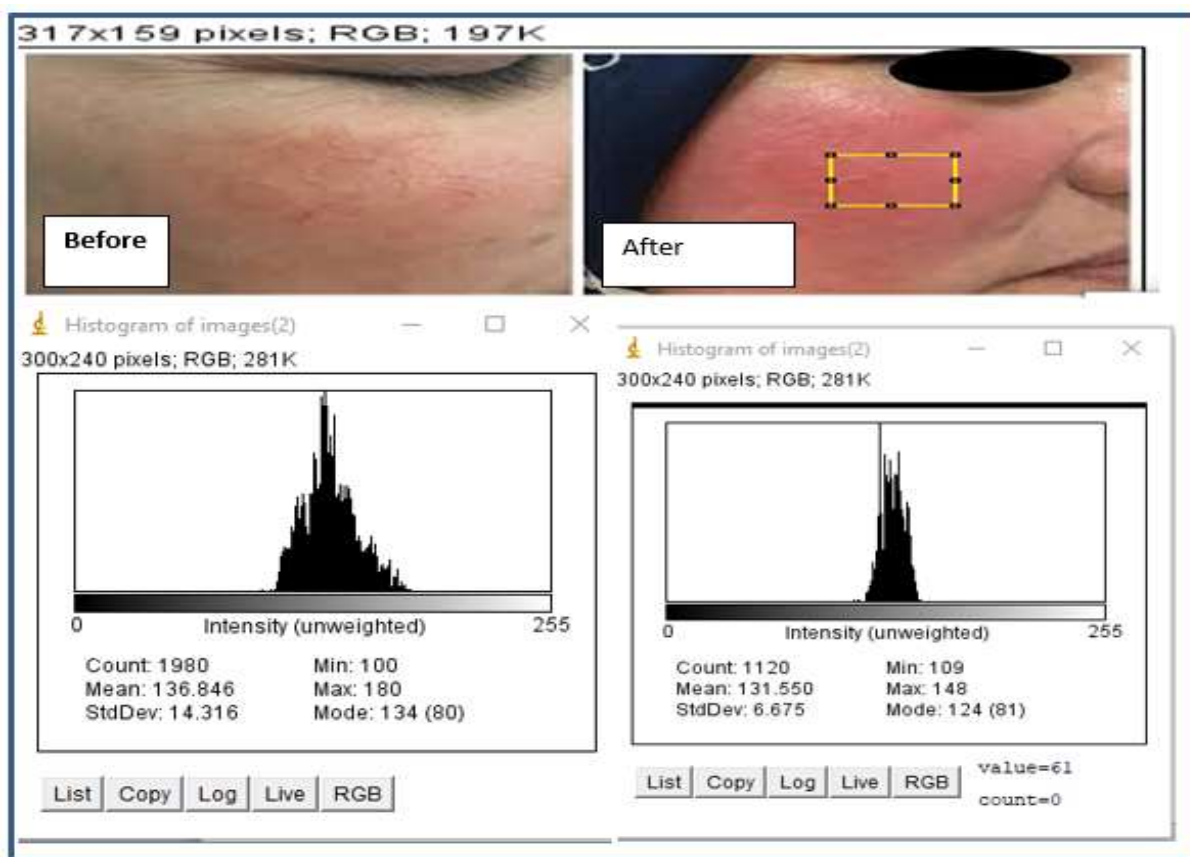 317x159 pixels; RGB; 197K
Before
After
Histogram of images(2)
300x240 pixels; RGB; 281K
0 Intensity (unweighted) 255
Count: 1980 Min: 100
Mean: 136.846 Max: 180
StdDev: 14.316 Mode: 134 (80)
List Copy Log Live RGB
Histogram of images(2)
300x240 pixels; RGB; 281K
0 Intensity (unweighted) 255
Count: 1120 Min: 109
Mean: 131.550 Max: 148
StdDev: 6.675 Mode: 124 (81)
List Copy Log Live RGB
value=61
count=0